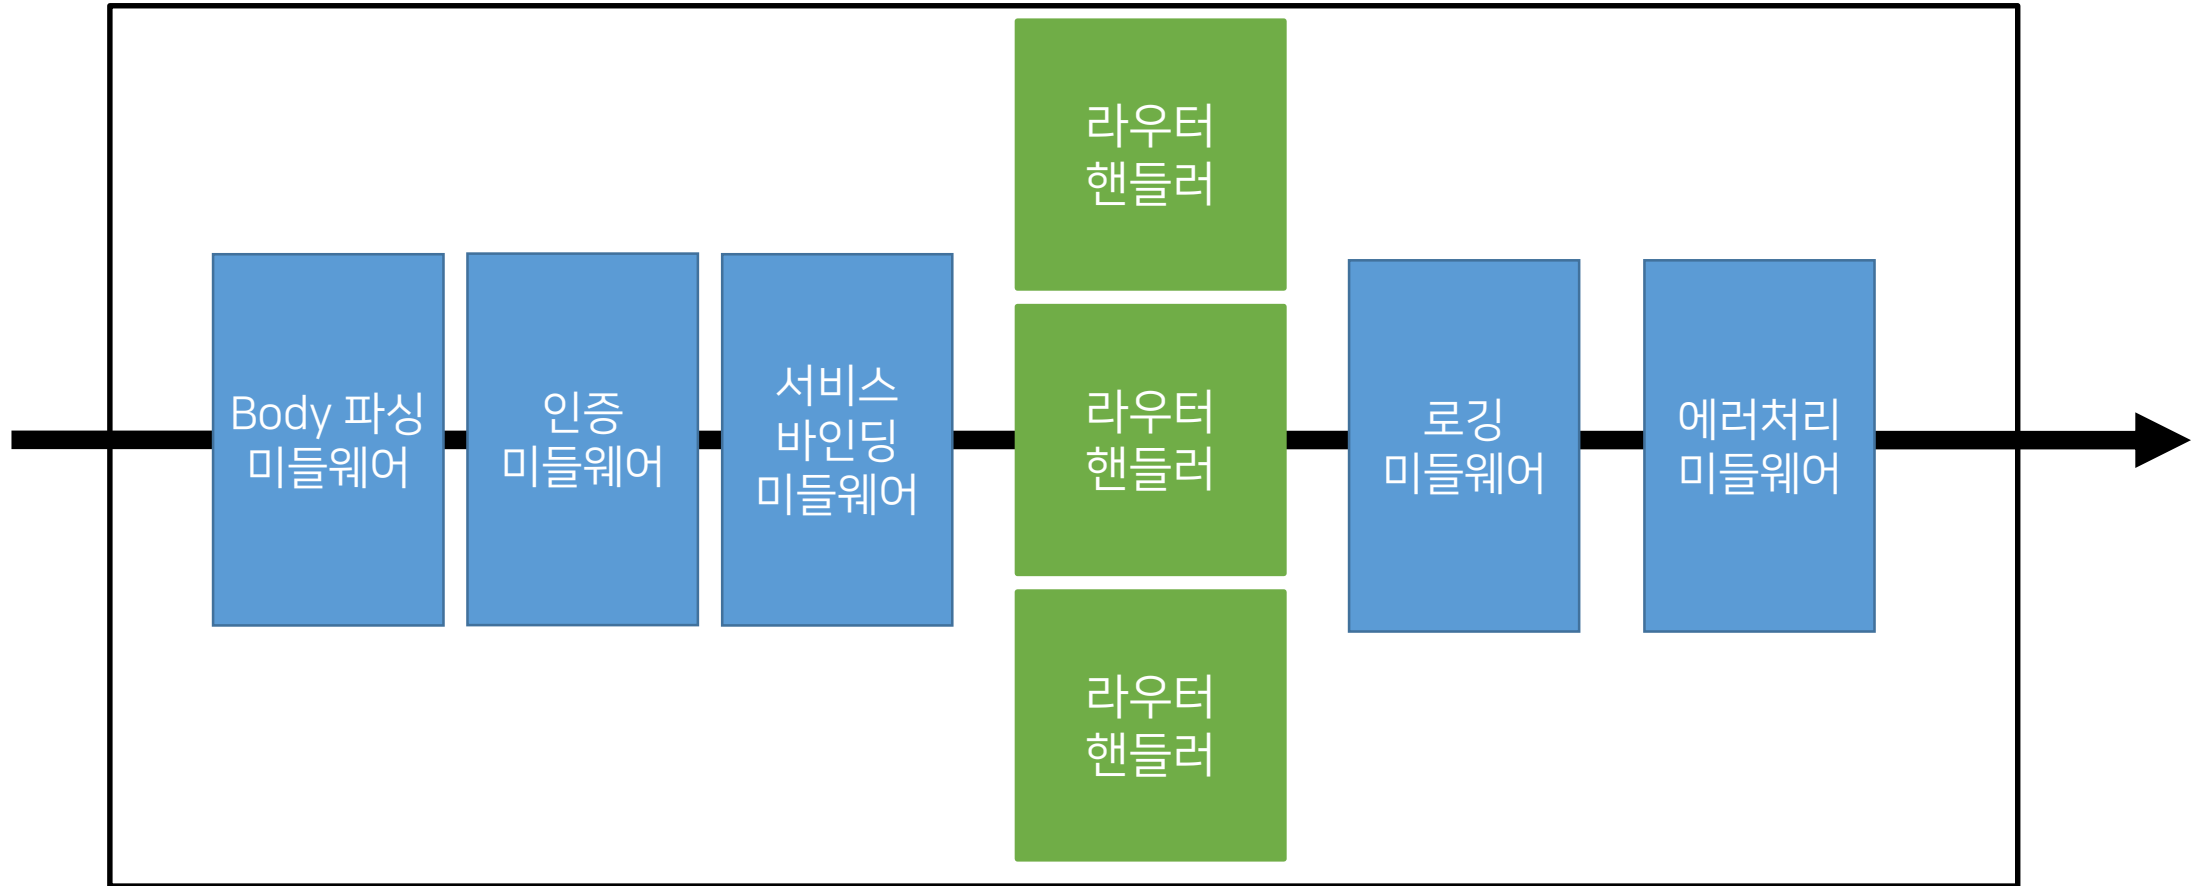 Body 파싱
미들웨어
인증
미들웨어
서비스
바인딩
미들웨어
라우터
핸들러
라우터
핸들러
라우터
핸들러
로깅
미들웨어
에러처리
미들웨어